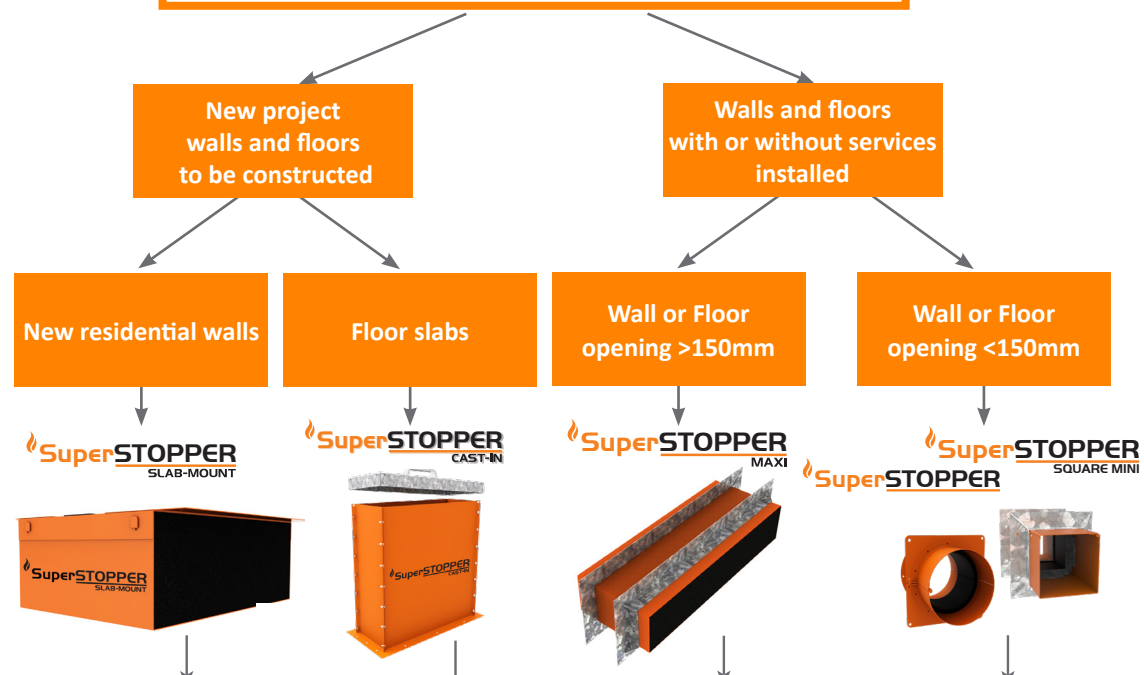 New project
walls and floors
to be constructed
Walls and floors
with or without services
installed
New residential walls
Floor slabs
Wall or Floor
opening >150mm
Wall or Floor
opening <150mm
SuperSTOPPER
SLAB-MOUNT
SuperSTOPPER
CAST-IN
SuperSTOPPER
MAXI
SuperSTOPPER
SQUARE MINI
SuperSTOPPER
SuperSTOPPER
SLAB-MOUNT
SuperSTOPPER
CAST-IN